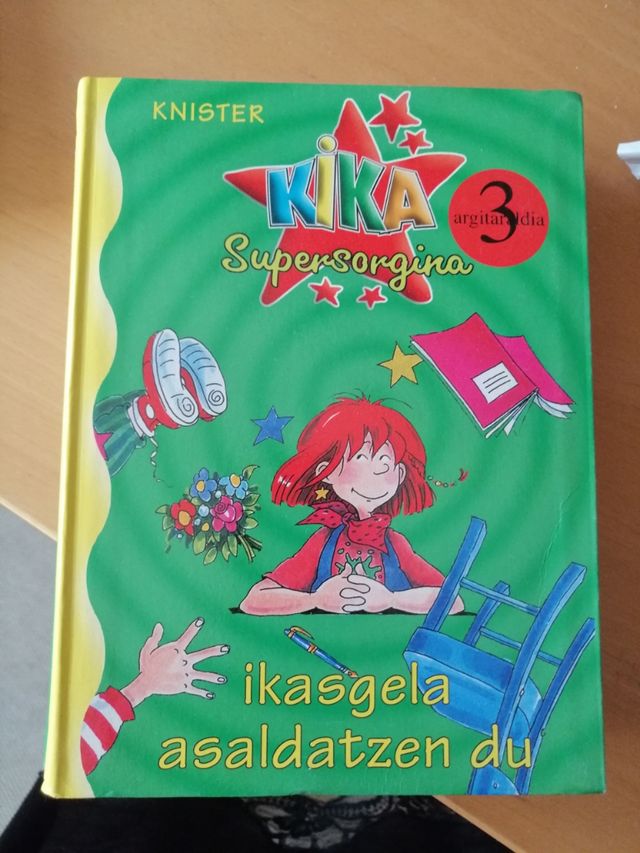 KNISTER
KiKA
Supersorgina
3
argitaraldia
ikasgela
asaldatzen du